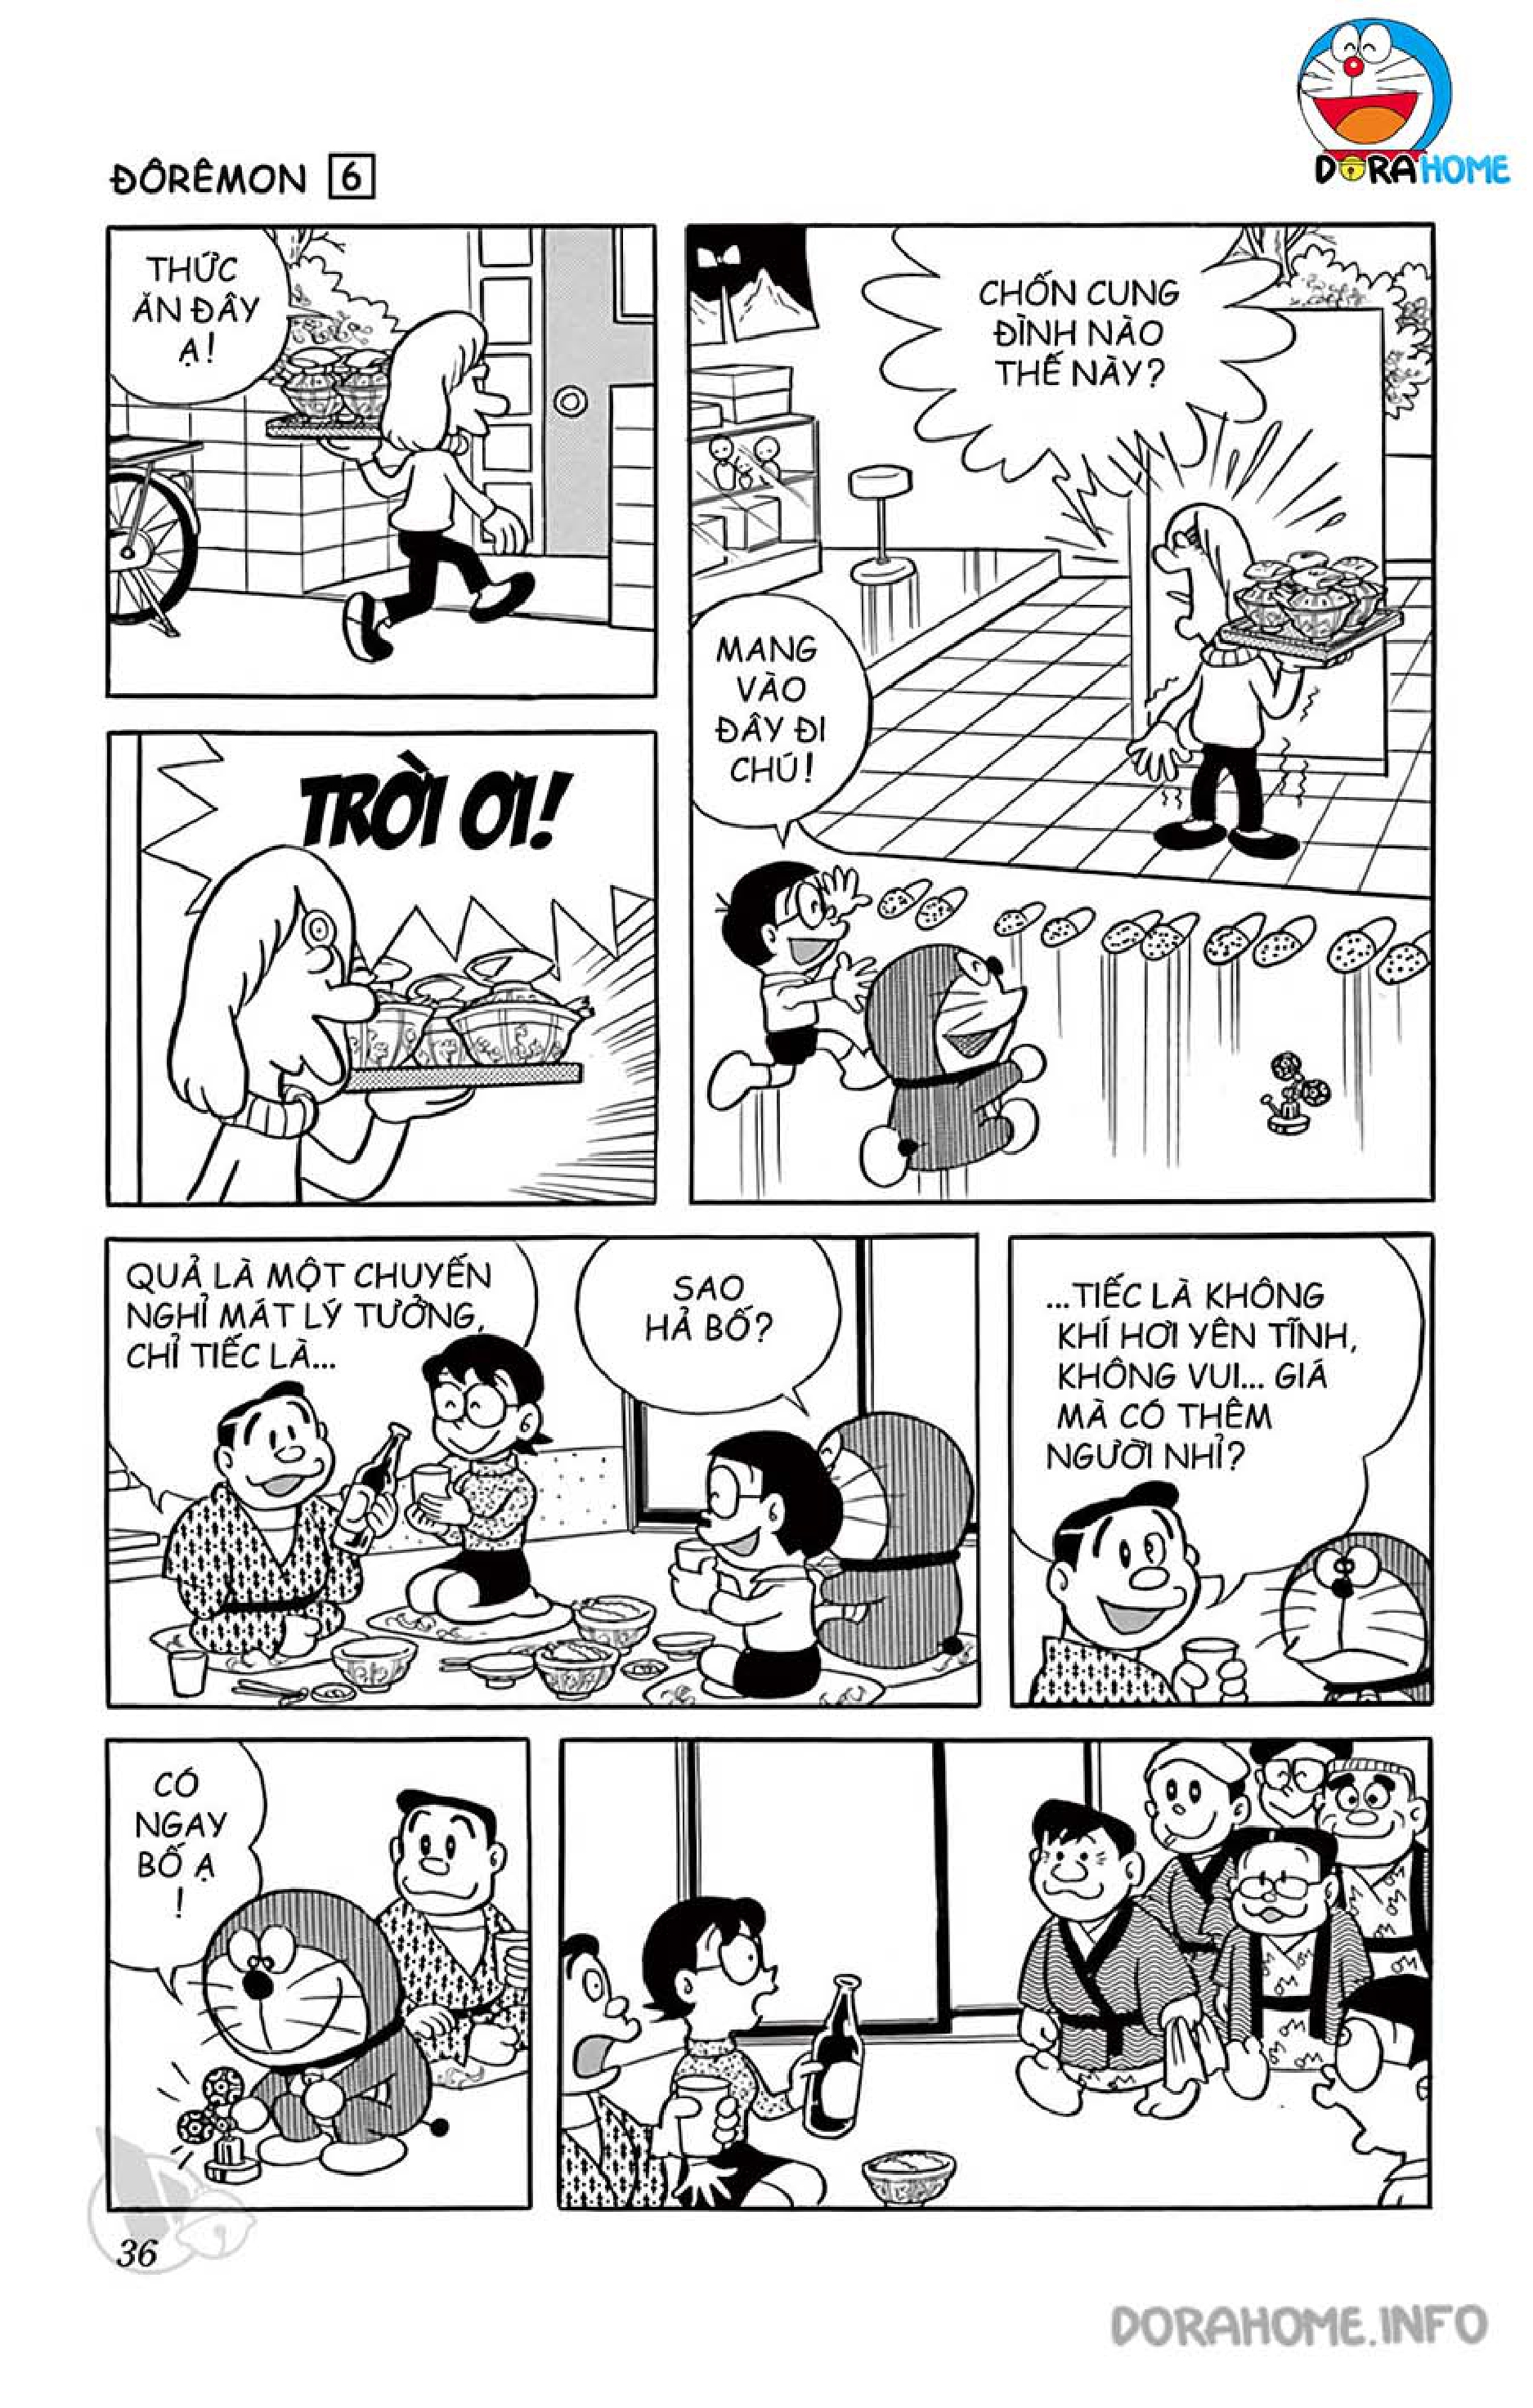 DORAHOME
ĐÔRÊMON 6
THỨC
ĂN ĐÂY
Ạ!
TRỜI ƠI!
CHỐN CUNG
ĐÌNH NÀO
THẾ NÀY?
MANG
VÀO
ĐÂY ĐI
CHÚ!
QUẢ LÀ MỘT CHUYẾN
NGHỈ MÁT LÝ TƯỞNG,
CHỈ TIẾC LÀ...
SAO
HẢ BỐ?
...TIẾC LÀ KHÔNG
KHÍ HƠI YÊN TĨNH,
KHÔNG VUI... GIÁ
MÀ CÓ THÊM
NGƯỜI NHỈ?
CÓ
NGAY
BỐ Ạ
!
36
DORAHOME.INFO